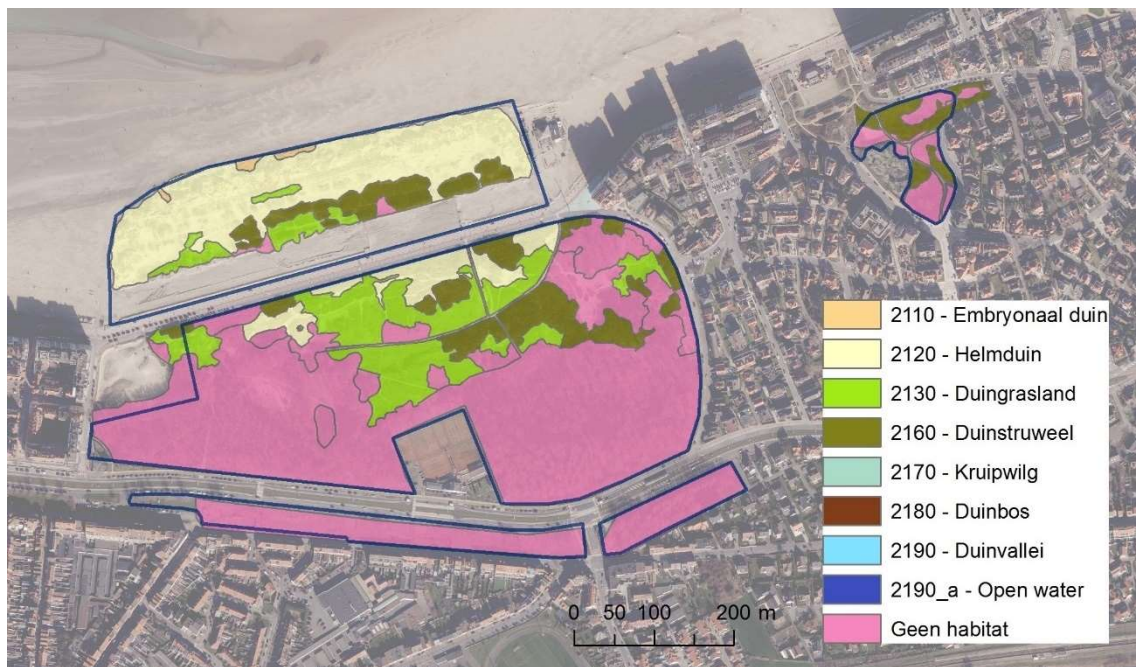 2110 - Embryonaal duin
2120 - Helmduin
2130 - Duingrasland
2160 - Duinstruweel
2170 - Kruipwilg
2180 - Duinbos
2190 - Duinvallei
2190_a - Open water
Geen habitat
0 50 100 200 m